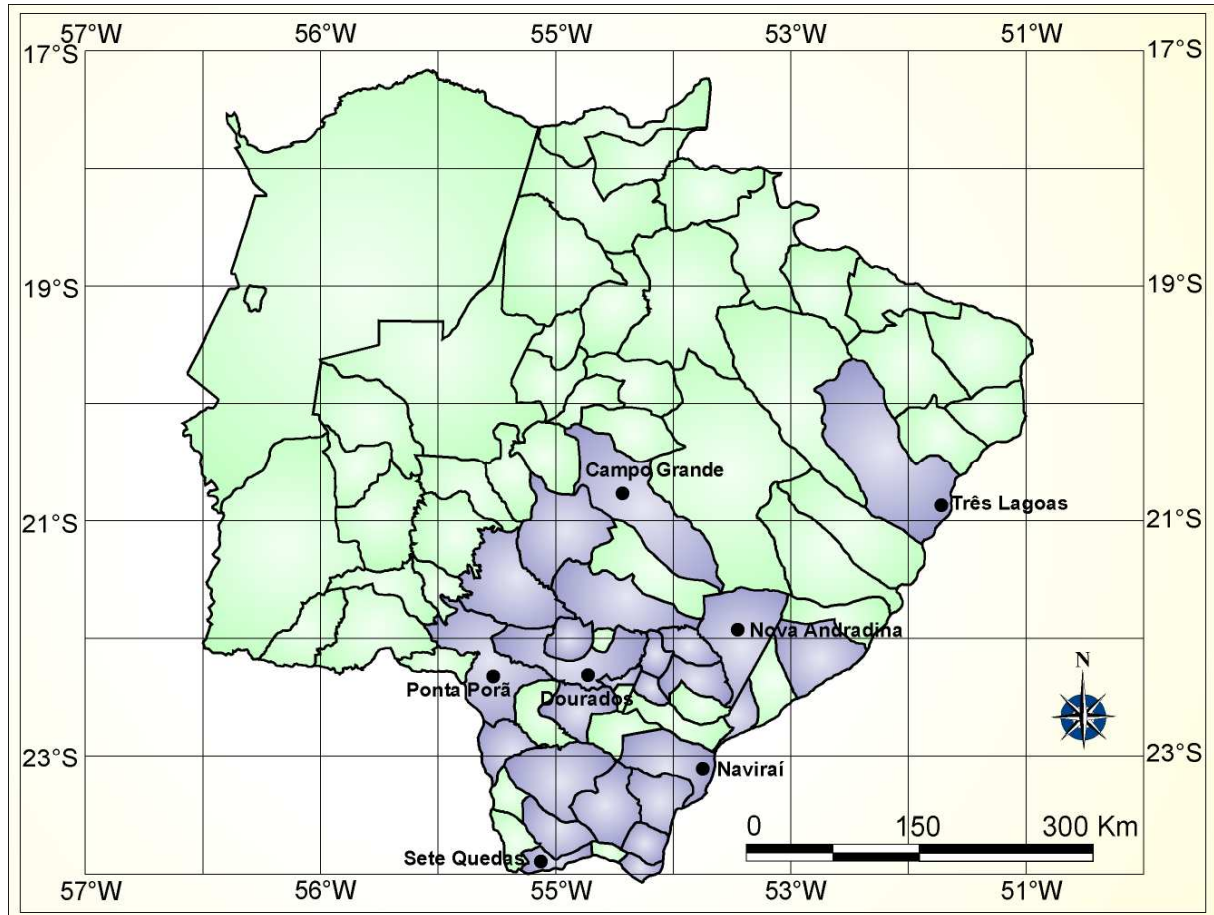 57°W 56°W 55°W 53°W 51°W
17°S 17°S
19°S 19°S
Campo Grande
Três Lagoas
21°S 21°S
Nova Andradina
N
Ponta Porã
Dourados
23°S 23°S
Naviraí
0 150 300 Km
Sete Quedas
57°W 56°W 55°W 53°W 51°W